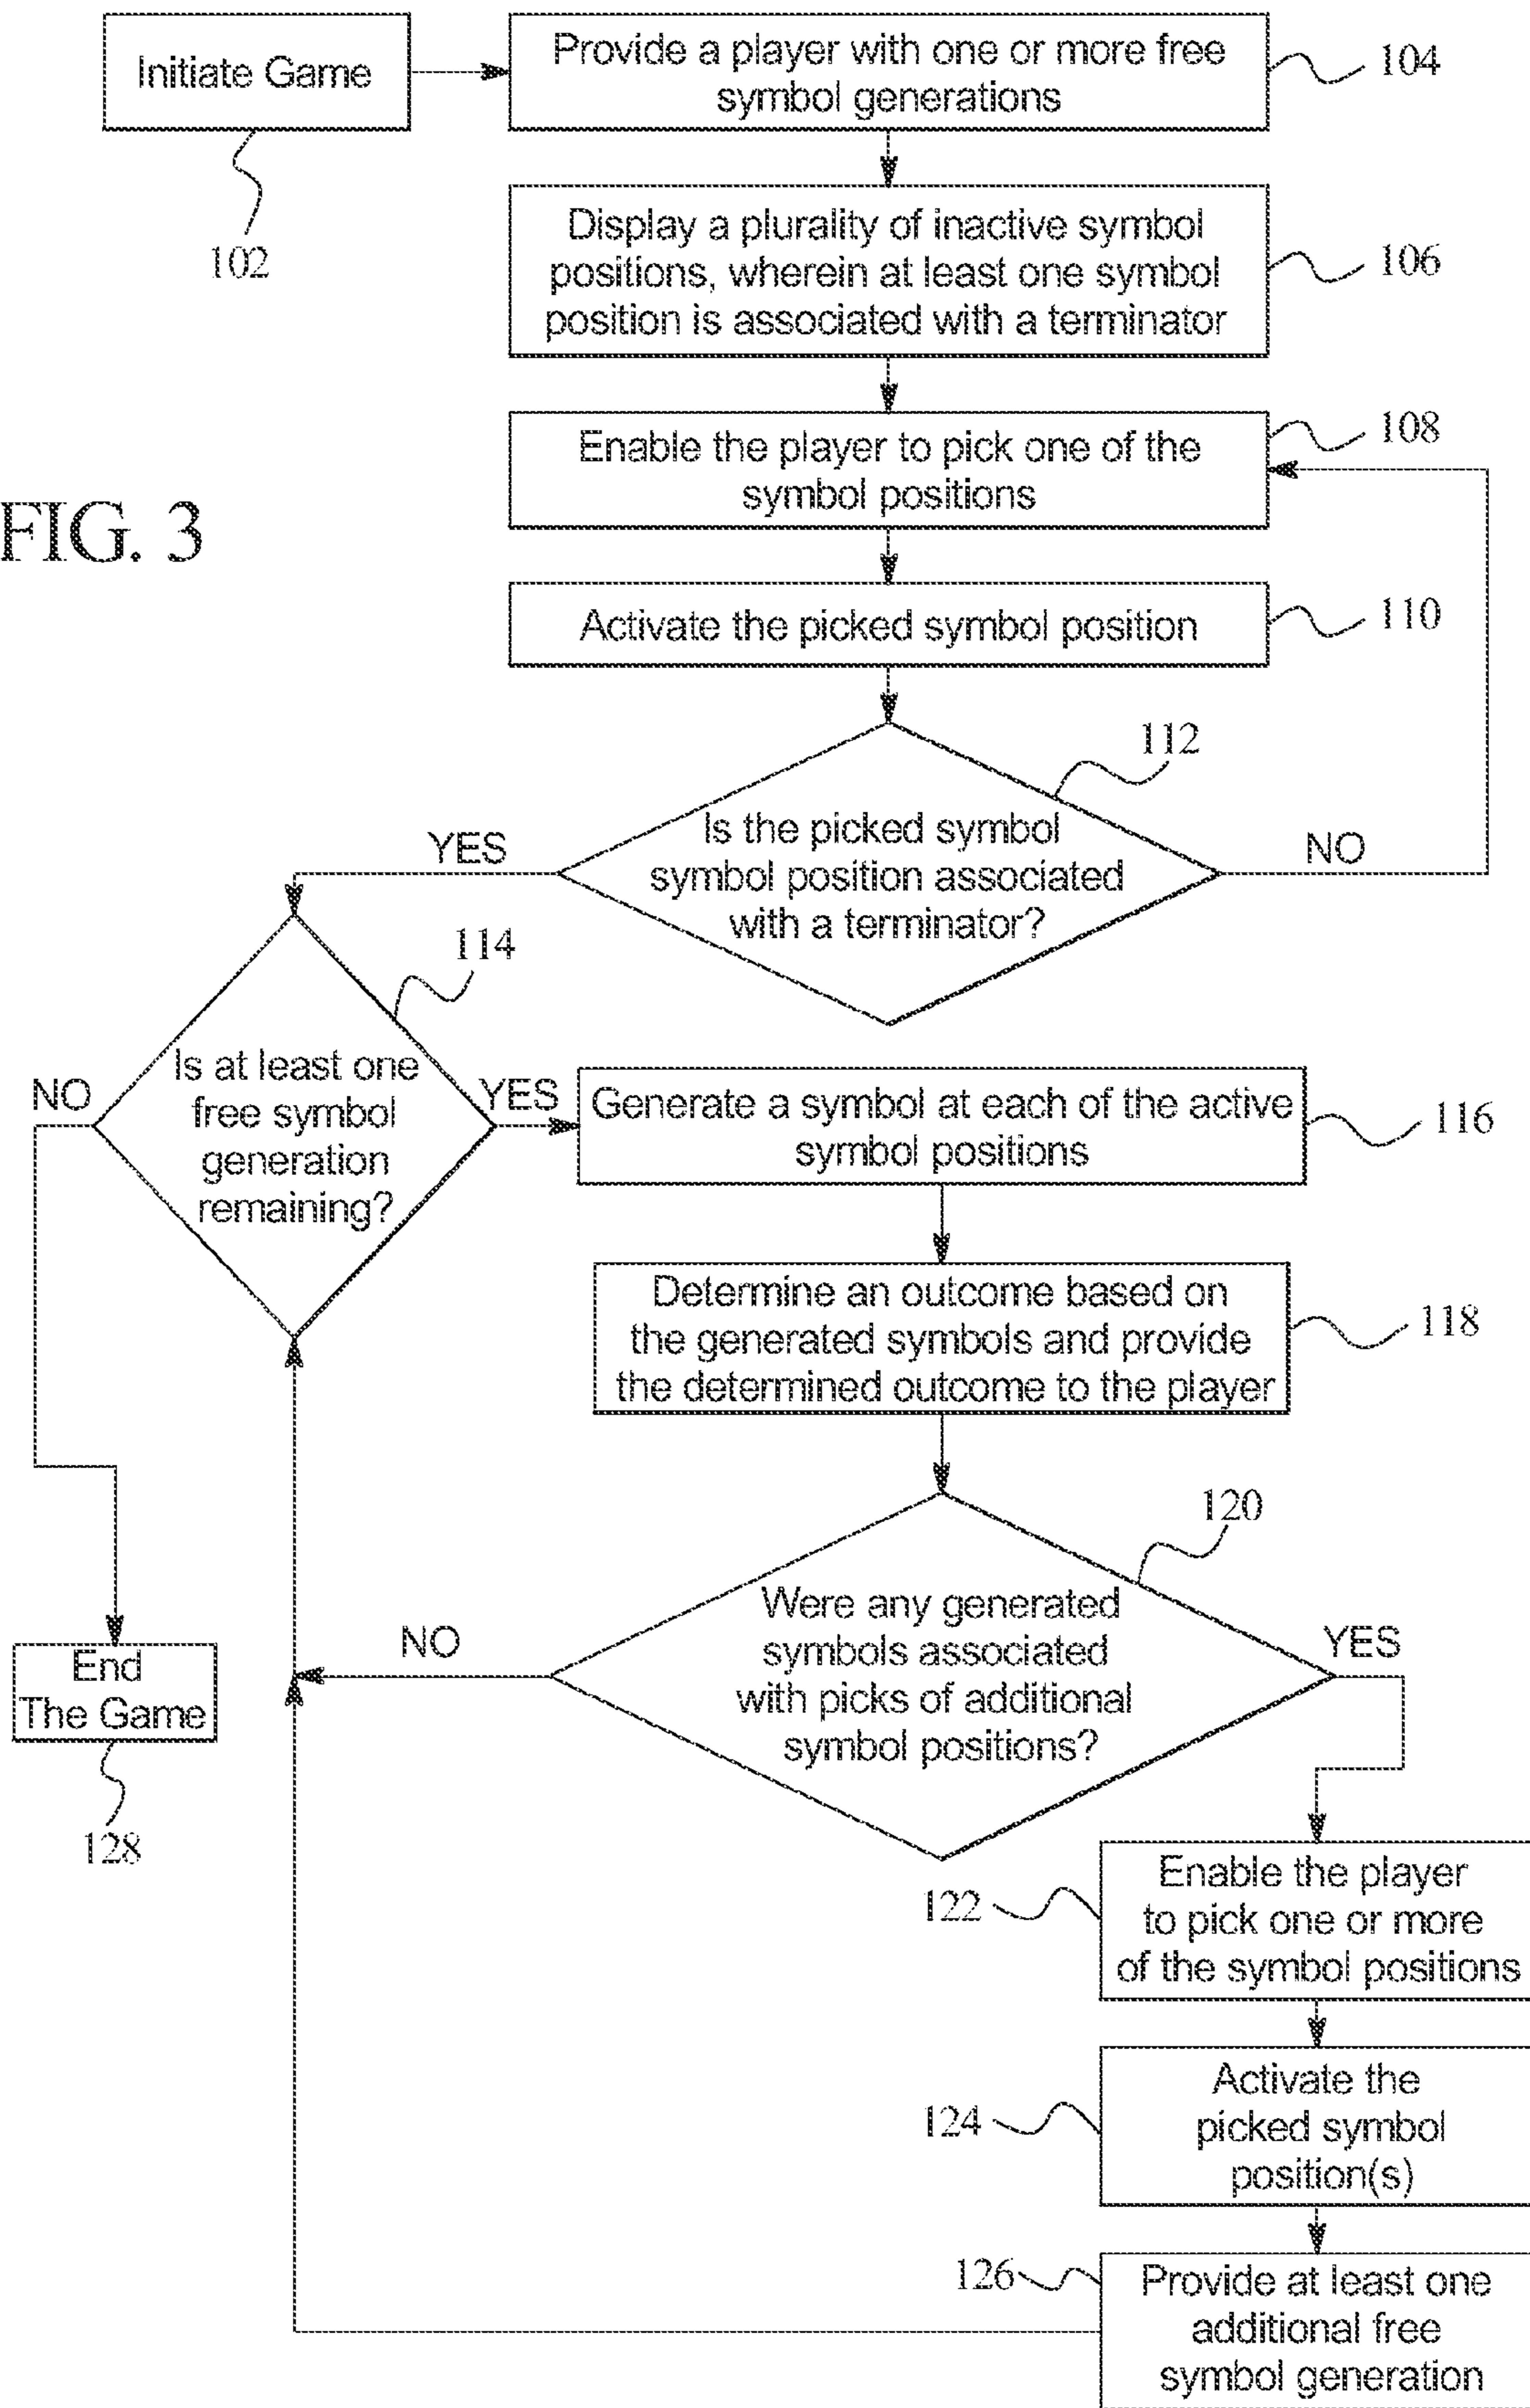 Initiate Game
102
Provide a player with one or more free
symbol generations
104
Display a plurality of inactive symbol
positions, wherein at least one symbol
position is associated with a terminator
106
Enable the player to pick one of the
symbol positions
108
FIG. 3
Activate the picked symbol position
110
112
Is the picked symbol
symbol position associated
with a terminator?
YES
NO
114
Is at least one
free symbol
generation
remaining?
NO
YES
Generate a symbol at each of the active
symbol positions
116
Determine an outcome based on
the generated symbols and provide
the determined outcome to the player
118
120
Were any generated
symbols associated
with picks of additional
symbol positions?
NO
YES
End
The Game
128
Enable the player
to pick one or more
of the symbol positions
122
Activate the
picked symbol
position(s)
124
Provide at least one
additional free
symbol generation
126